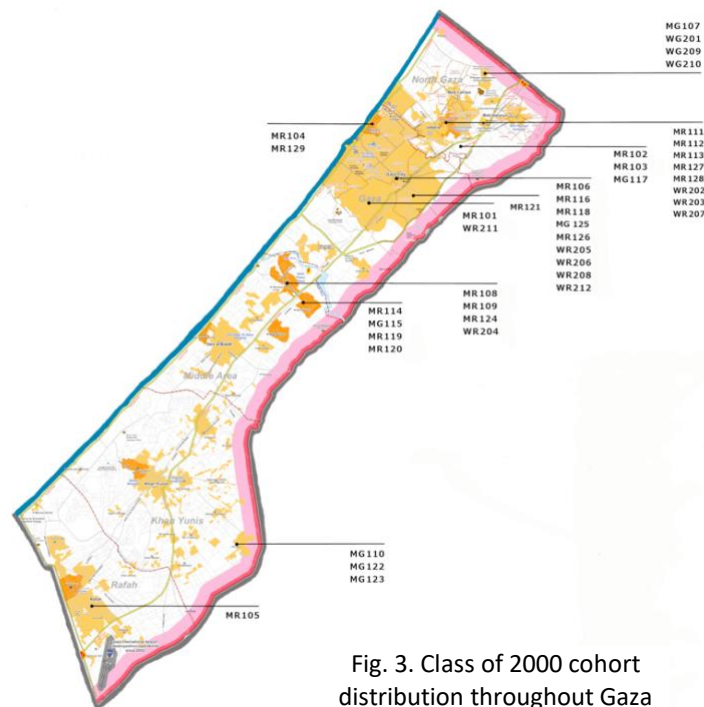 MG107
WG201
WG209
WG210
North Gaza
MR104
MR129
MR111
MR112
MR113
MR127
MR128
WR202
WR203
WR207
MR102
MR103
MG117
MR106
MR116
MR118
MG125
MR126
WR205
WR206
WR208
WR212
MR121
MR101
WR211
Gaza
MR108
MR109
MR124
WR204
MR114
MG115
MR119
MR120
Middle Area
Khan Yunis
MG110
MG122
MG123
Rafah
MR105
Fig. 3. Class of 2000 cohort
distribution throughout Gaza